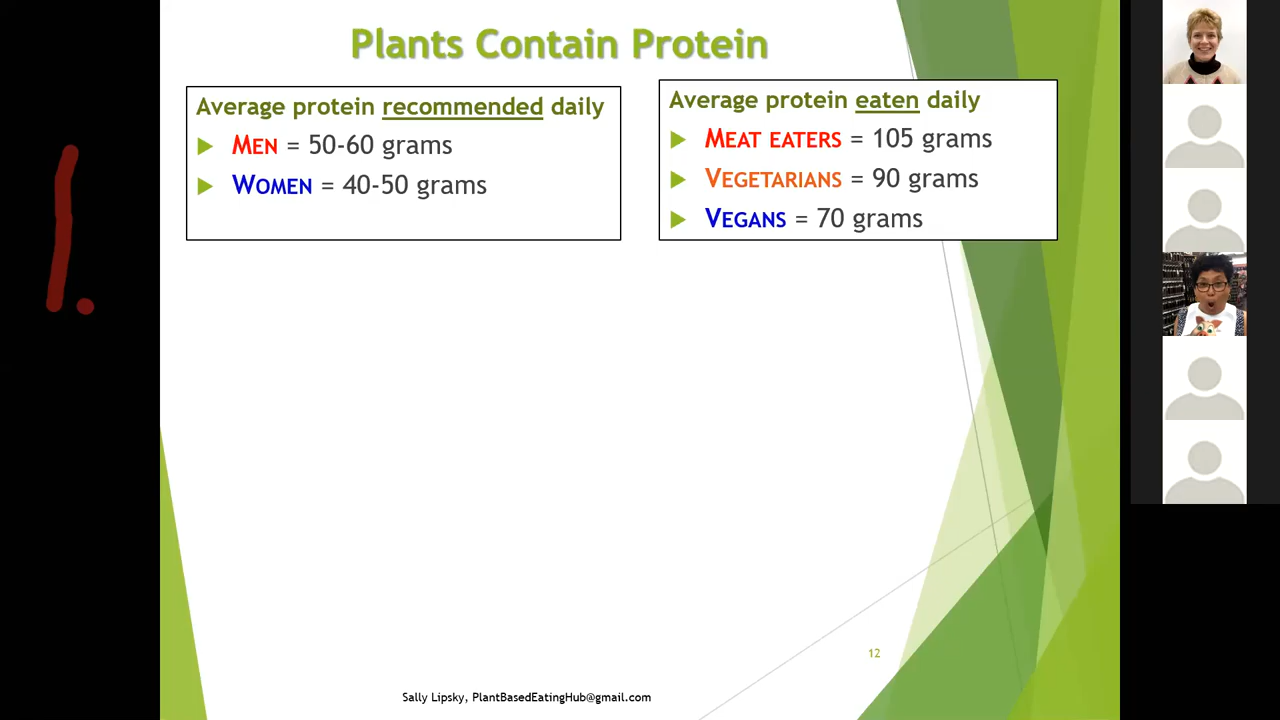 Plants Contain Protein
1.
Average protein recommended daily
MEN = 50-60 grams
WOMEN = 40-50 grams
Average protein eaten daily
MEAT EATERS = 105 grams
VEGETARIANS = 90 grams
VEGANS = 70 grams
12
Sally Lipsky, PlantBasedEatingHub@gmail.com